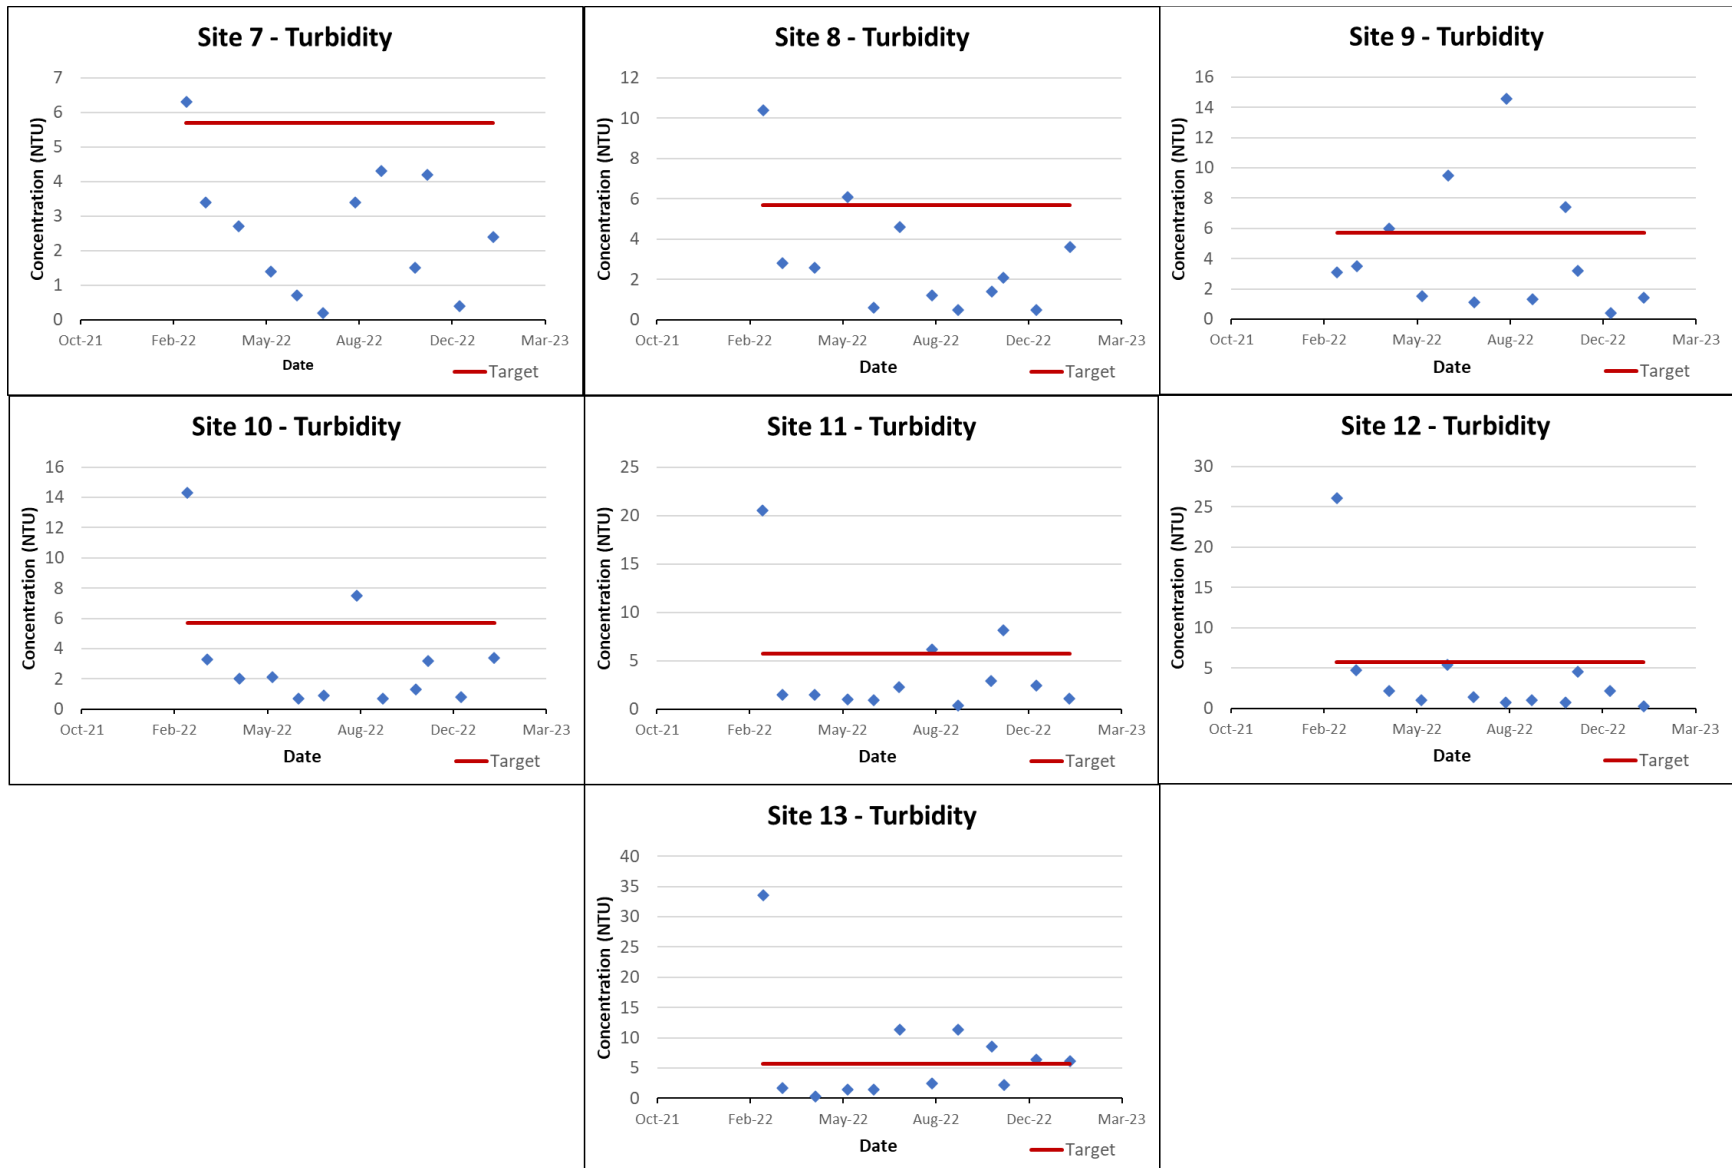 Site 7 - Turbidity
Concentration (NTU)
7
6
5
4
3
2
1
0
Oct-21 Feb-22 May-22 Aug-22 Dec-22 Mar-23
Date
Target
Site 8 - Turbidity
Concentration (NTU)
12
10
8
6
4
2
0
Oct-21 Feb-22 May-22 Aug-22 Dec-22 Mar-23
Date
Target
Site 9 - Turbidity
Concentration (NTU)
16
14
12
10
8
6
4
2
0
Oct-21 Feb-22 May-22 Aug-22 Dec-22 Mar-23
Date
Target
Site 10 - Turbidity
Concentration (NTU)
16
14
12
10
8
6
4
2
0
Oct-21 Feb-22 May-22 Aug-22 Dec-22 Mar-23
Date
Target
Site 11 - Turbidity
Concentration (NTU)
25
20
15
10
5
0
Oct-21 Feb-22 May-22 Aug-22 Dec-22 Mar-23
Date
Target
Site 12 - Turbidity
Concentration (NTU)
30
25
20
15
10
5
0
Oct-21 Feb-22 May-22 Aug-22 Dec-22 Mar-23
Date
Target
Site 13 - Turbidity
Concentration (NTU)
40
35
30
25
20
15
10
5
0
Oct-21 Feb-22 May-22 Aug-22 Dec-22 Mar-23
Date
Target